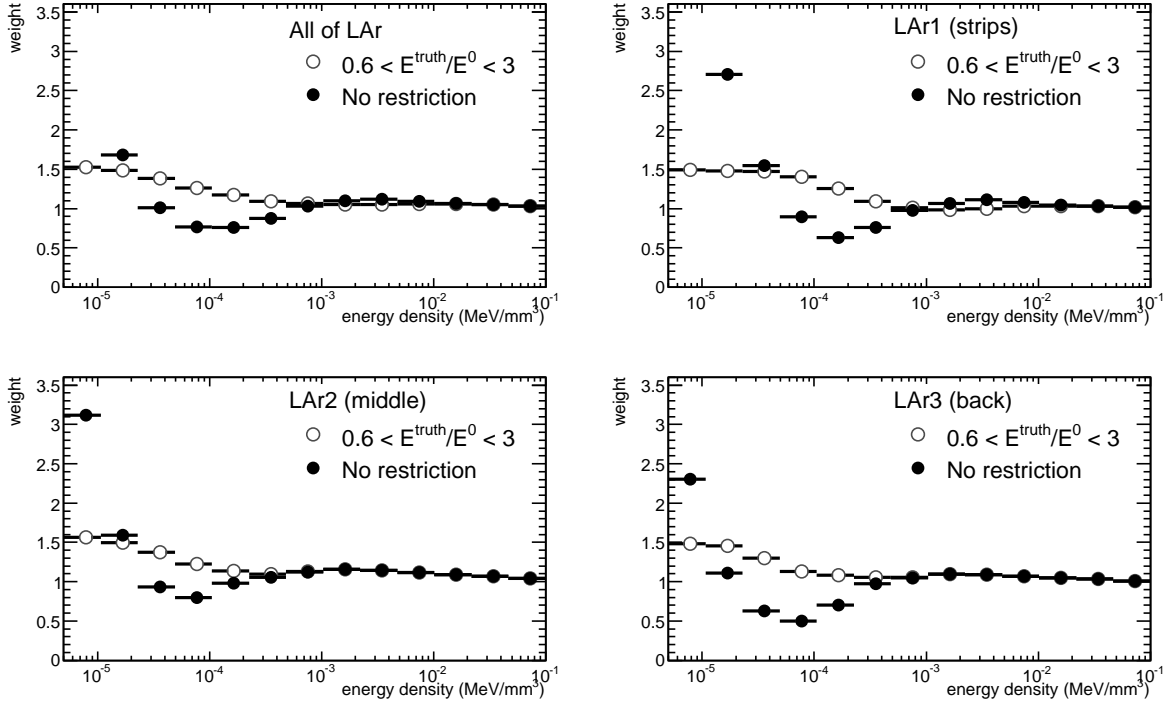 weight
3.5
3
2.5
2
1.5
1
0.5
0
All of LAr
0.6 < E^truth/E^0 < 3
No restriction
10^-5 10^-4 10^-3 10^-2 10^-1
energy density (MeV/mm^3)
weight
3.5
3
2.5
2
1.5
1
0.5
0
LAr1 (strips)
0.6 < E^truth/E^0 < 3
No restriction
10^-5 10^-4 10^-3 10^-2 10^-1
energy density (MeV/mm^3)
weight
3.5
3
2.5
2
1.5
1
0.5
0
LAr2 (middle)
0.6 < E^truth/E^0 < 3
No restriction
10^-5 10^-4 10^-3 10^-2 10^-1
energy density (MeV/mm^3)
weight
3.5
3
2.5
2
1.5
1
0.5
0
LAr3 (back)
0.6 < E^truth/E^0 < 3
No restriction
10^-5 10^-4 10^-3 10^-2 10^-1
energy density (MeV/mm^3)